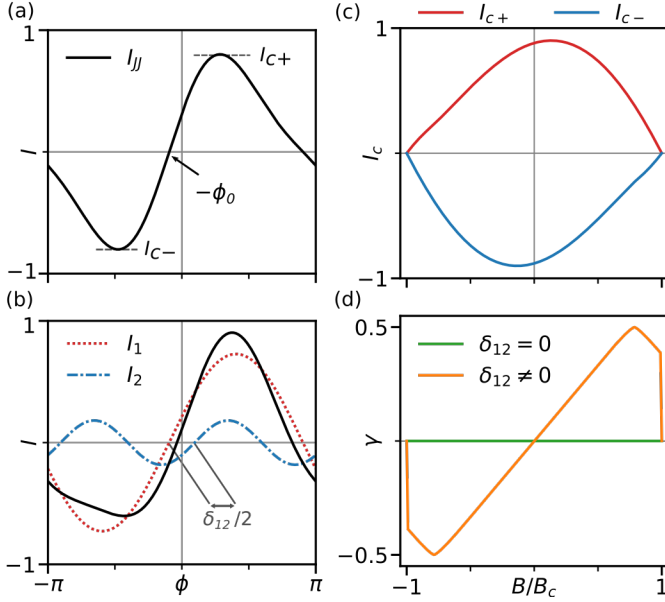 (a)
1
I_JJ
I_C+
I
−ϕ_0
I_C−
−1
(b)
1
I_1
I_2
I
δ_12/2
−1
−π
ϕ
π
(c)
I_c+
I_c−
1
I_c
−1
(d)
0.5
δ_12 = 0
δ_12 ≠ 0
γ
−0.5
−1
B/B_c
1